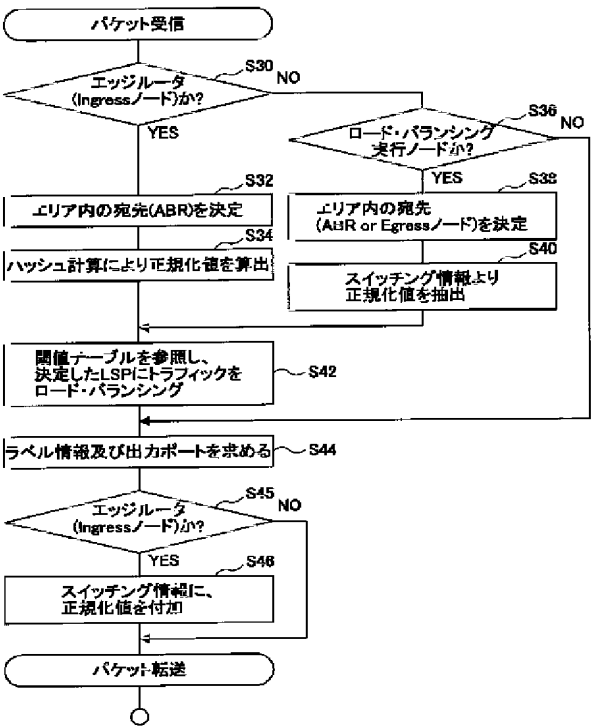 パケット受信
エッジルータ
(Ingressノード)か?
S30
NO
YES
ロード・バランシング
実行ノードか?
S36
NO
YES
S32
エリア内の宛先(ABR)を決定
S38
エリア内の宛先
(ABR or Egressノード)を決定
S34
ハッシュ計算により正規化値を算出
S40
スイッチング情報より
正規化値を抽出
閾値テーブルを参照し、
決定したLSPにトラフィックを
ロード・バランシング
S42
ラベル情報及び出力ポートを求める
S44
エッジルータ
(Ingressノード)か?
S45
NO
YES
S46
スイッチング情報に、
正規化値を付加
パケット転送